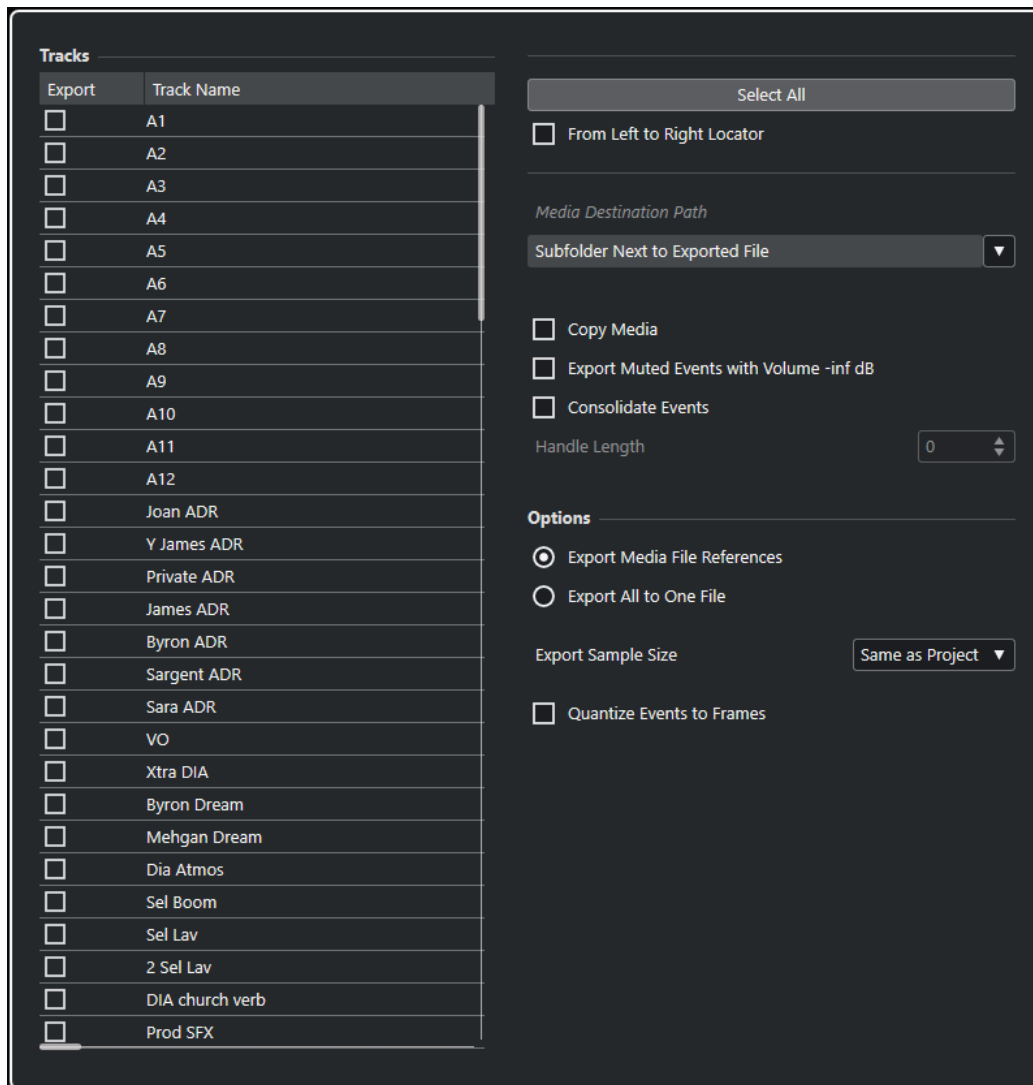 Tracks
Export Track Name
A1
A2
A3
A4
A5
A6
A7
A8
A9
A10
A11
A12
Joan ADR
Y James ADR
Private ADR
James ADR
Byron ADR
Sargent ADR
Sara ADR
VO
Xtra DIA
Byron Dream
Mehgan Dream
Dia Atmos
Sel Boom
Sel Lav
2 Sel Lav
DIA church verb
Prod SFX
Select All
From Left to Right Locator
Media Destination Path
Subfolder Next to Exported File
Copy Media
Export Muted Events with Volume -inf dB
Consolidate Events
Handle Length 0
Options
Export Media File References
Export All to One File
Export Sample Size Same as Project
Quantize Events to Frames